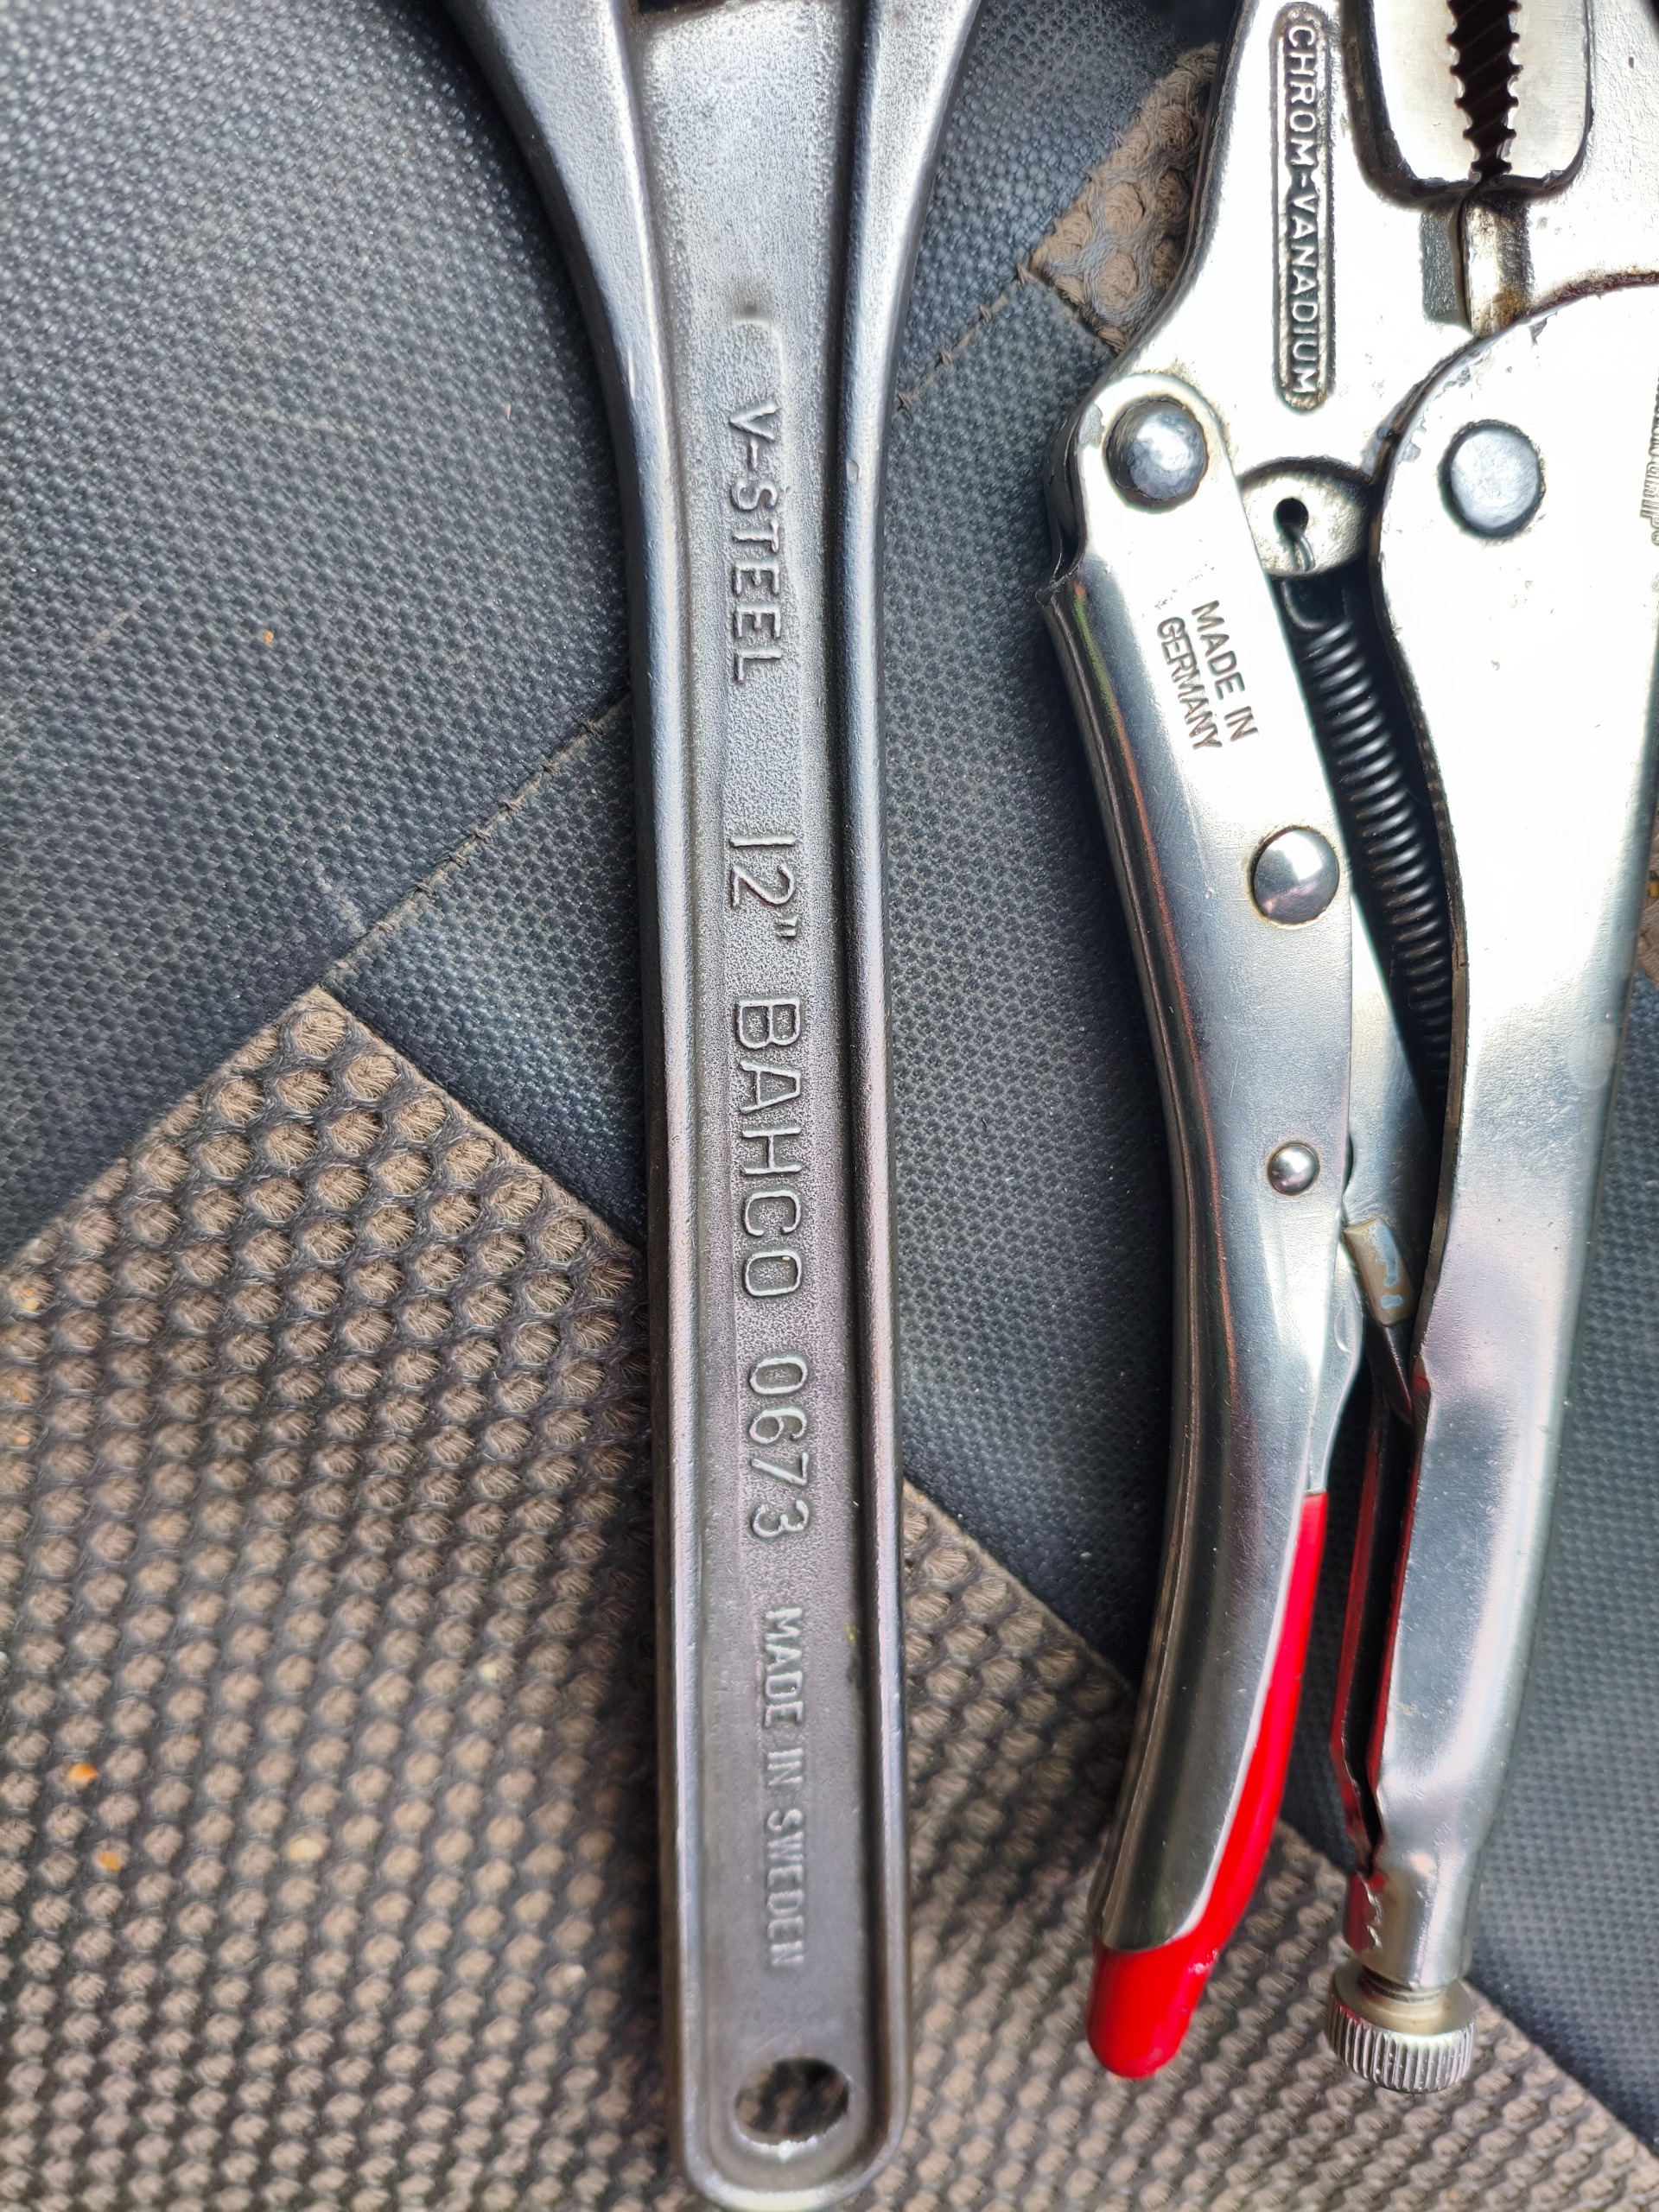 V-STEEL 12" BAHCO 0673 MADE IN SWEDEN
CHROM-VANADIUM
MADE IN
GERMANY